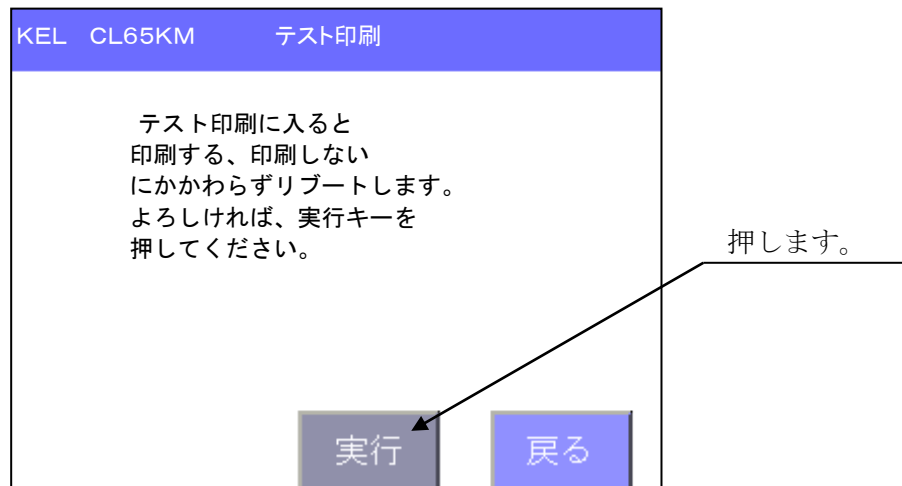 KEL CL65KM テスト印刷
テスト印刷に入ると
印刷する、印刷しない
にかかわらずリブートします。
よろしければ、実行キーを
押してください。
押します。
実行 戻る